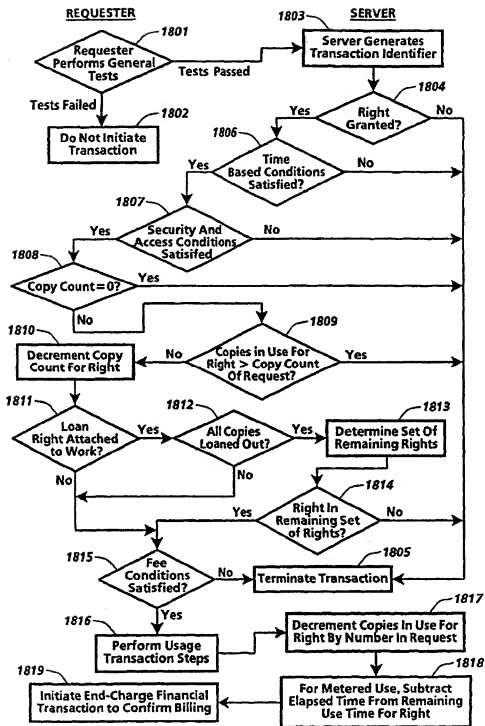 REQUESTER
SERVER
1801
Requester
Performs General
Tests
Tests Passed
Tests Failed
1802
Do Not Initiate
Transaction
1803
Server Generates
Transaction Identifier
1804
Right
Granted?
Yes
No
1806
Time
Based Conditions
Satisfied?
Yes
No
1807
Security And
Access Conditions
Satisifed
Yes
No
1808
Copy Count=0?
Yes
No
1809
Copies in Use For
Right > Copy Count
Of Request?
No
Yes
1810
Decrement Copy
Count For Right
1811
Loan
Right Attached
to Work?
Yes
No
1812
All Copies
Loaned Out?
Yes
No
1813
Determine Set Of
Remaining Rights
1814
Right In
Remaining Set
of Rights?
Yes
No
1805
Terminate Transaction
1815
Fee
Conditions
Satisfied?
No
Yes
1816
Perform Usage
Transaction Steps
1817
Decrement Copies In Use For
Right By Number In Request
1818
For Metered Use, Subtract
Elapsed Time From Remaining
Use Time For Right
1819
Initiate End-Charge Financial
Transaction to Confirm Billing